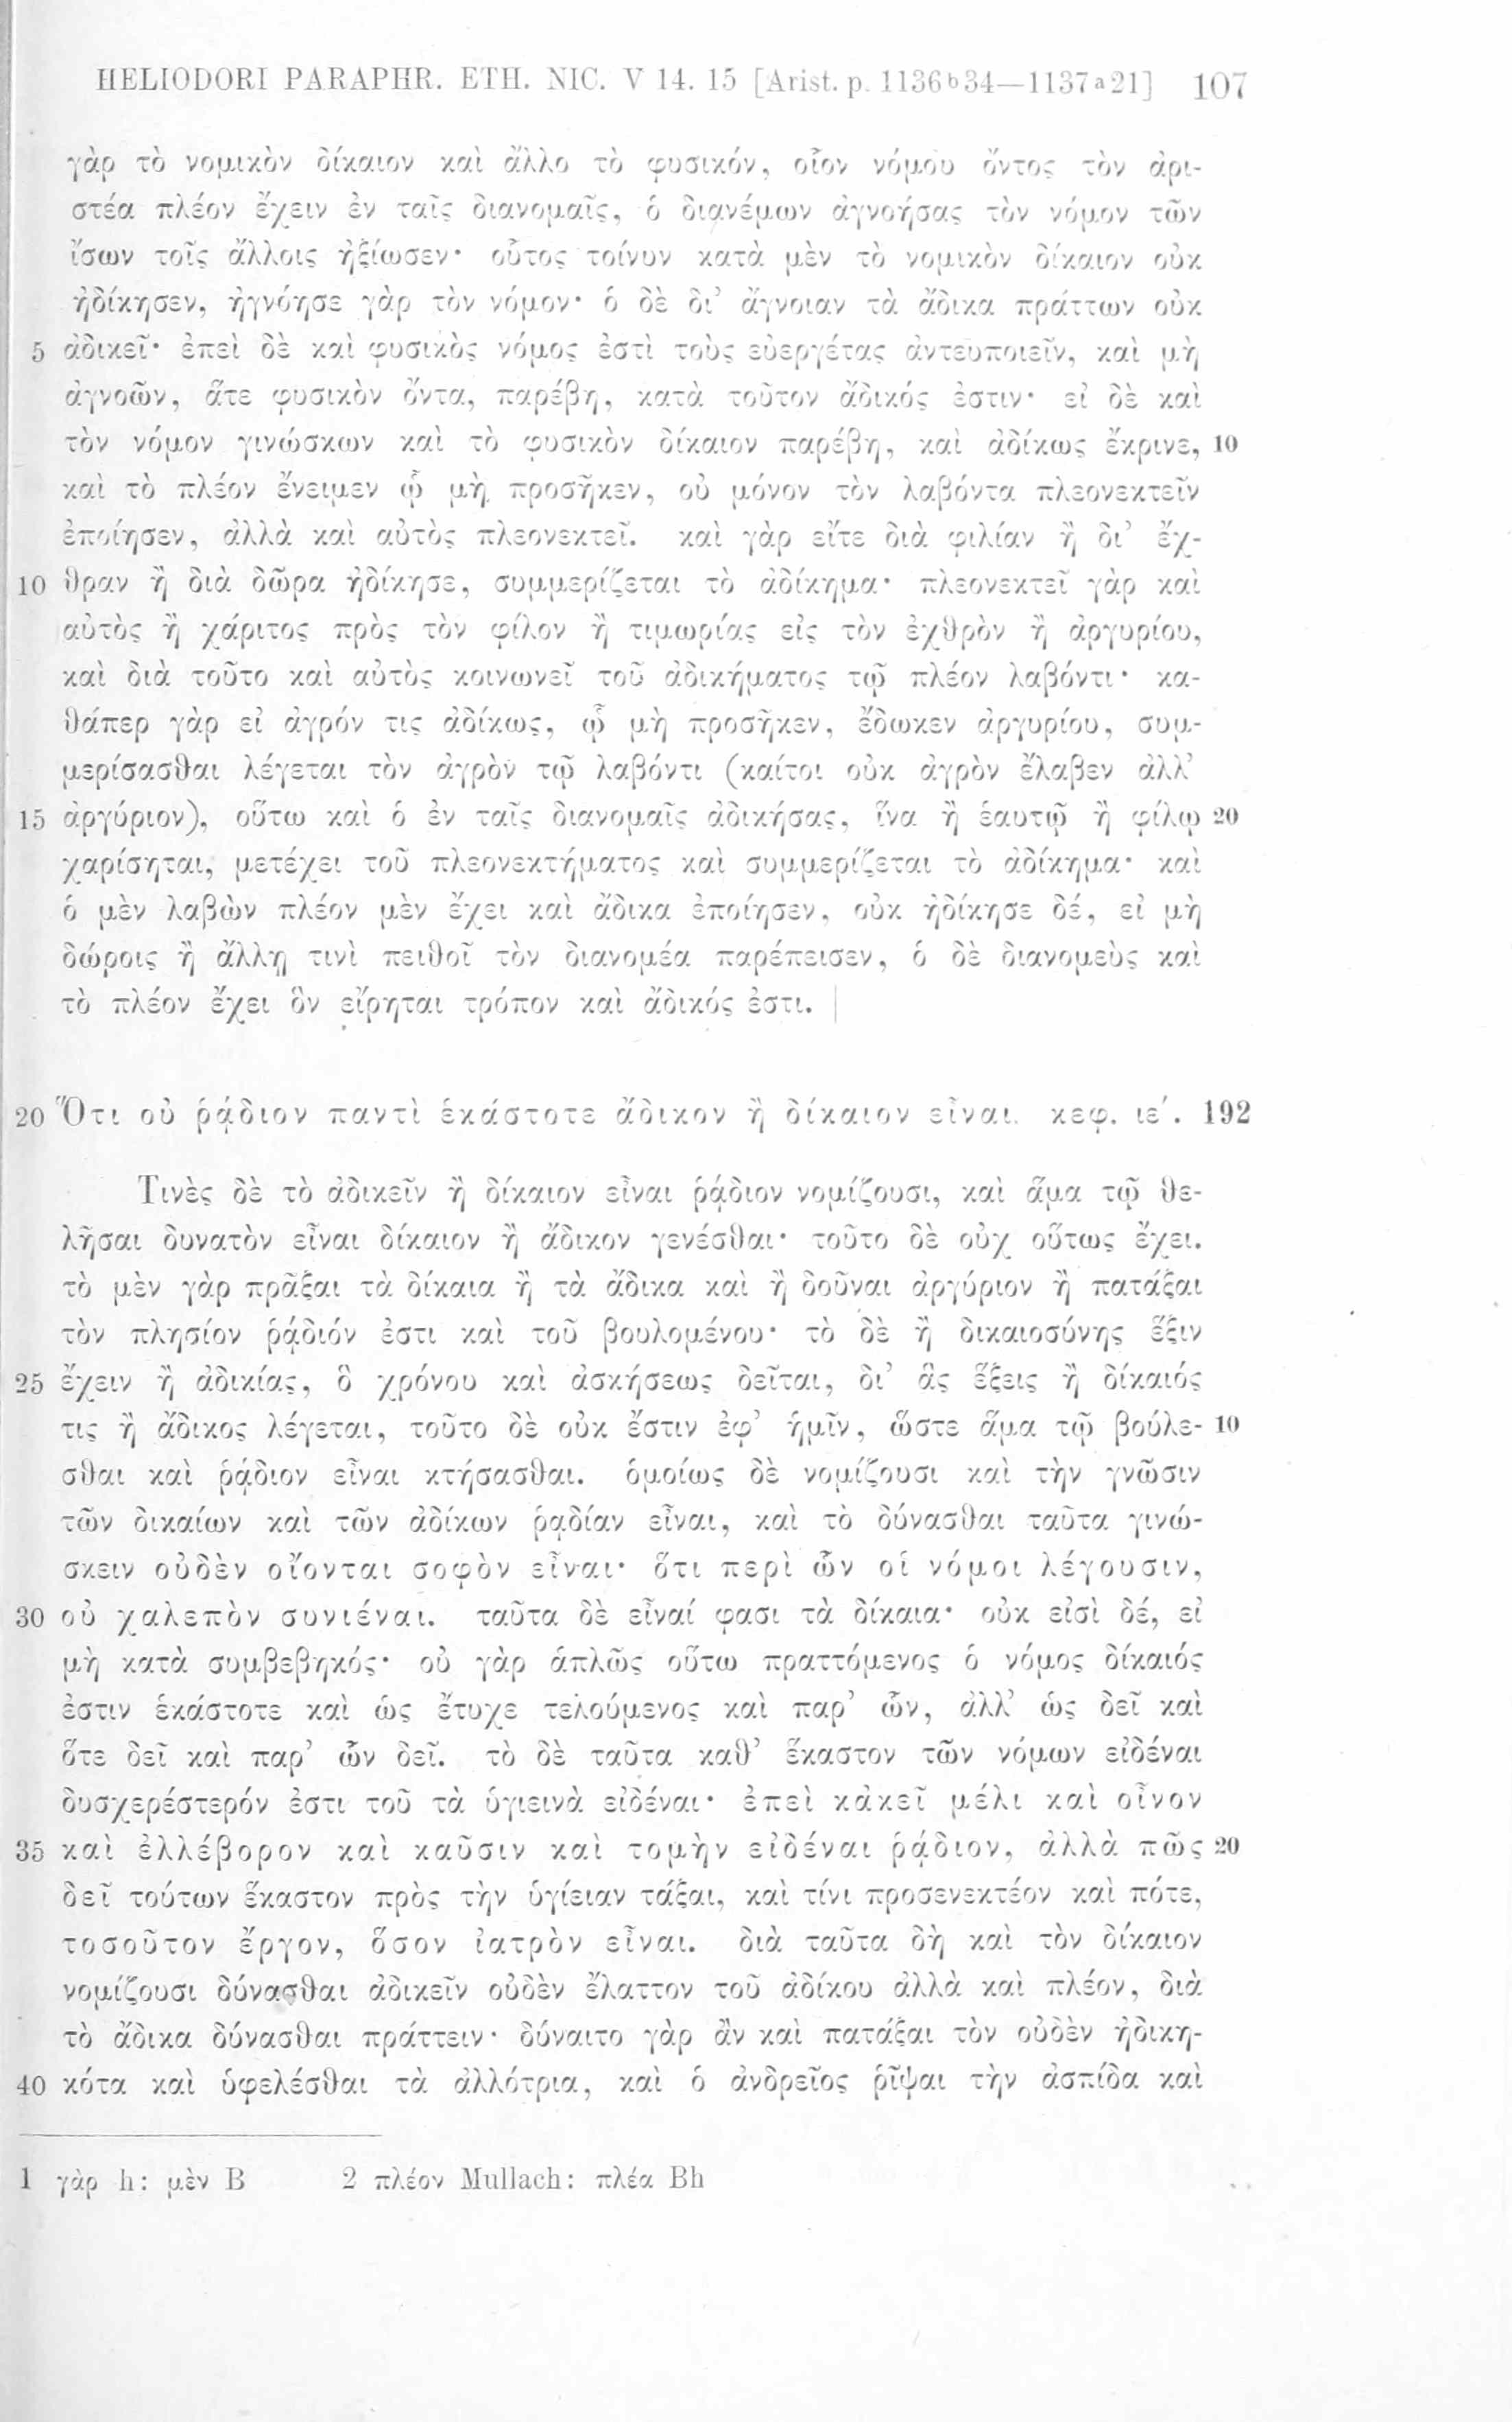 HELIODORI PARAPHR. ETH. NIC. V 14. 15 [Arist. p. 1136b34—1137a21] 107
γὰρ τὸ νομικὸν δίκαιον καὶ ἄλλο τὸ φυσικόν, οἷον νόμου ὄντος τὸν ἀρι-
στέα πλέον ἔχειν ἐν ταῖς διανομαῖς, ὁ διανέμων ἀγνοήσας τὸν νόμον τῶν
ἴσων τοῖς ἄλλοις ἠξίωσεν· οὗτος τοίνυν κατὰ μὲν τὸ νομικὸν δίκαιον οὐκ
ἠδίκησεν, ἠγνόησε γὰρ τὸν νόμον· ὁ δὲ δι’ ἄγνοιαν τὰ ἄδικα πράττων οὐκ
5 ἀδικεῖ· ἐπεὶ δὲ καὶ φυσικὸς νόμος ἐστὶ τοὺς εὐεργέτας ἀντευποιεῖν, καὶ μὴ
ἀγνοῶν, ἅτε φυσικὸν ὄντα, παρέβη, κατὰ τοῦτον ἄδικός ἐστιν· εἰ δὲ καὶ
τὸν νόμον γινώσκων καὶ τὸ φυσικὸν δίκαιον παρέβη, καὶ ἀδίκως ἔκρινε, 10
καὶ τὸ πλέον ἔνειμεν ᾧ μὴ προσῆκεν, οὐ μόνον τὸν λαβόντα πλεονεκτεῖν
ἐποίησεν, ἀλλὰ καὶ αὐτὸς πλεονεκτεῖ. καὶ γὰρ εἴτε διὰ φιλίαν ἢ δι’ ἔχ-
10 θραν ἢ διὰ δῶρα ἠδίκησε, συμμερίζεται τὸ ἀδίκημα· πλεονεκτεῖ γὰρ καὶ
αὐτὸς ἢ χάριτος πρὸς τὸν φίλον ἢ τιμωρίας εἰς τὸν ἐχθρὸν ἢ ἀργυρίου,
καὶ διὰ τοῦτο καὶ αὐτὸς κοινωνεῖ τοῦ ἀδικήματος τῷ πλέον λαβόντι· κα-
θάπερ γὰρ εἰ ἀγρόν τις ἀδίκως, ᾧ μὴ προσῆκεν, ἔδωκεν ἀργυρίου, συμ-
μερίσασθαι λέγεται τὸν ἀγρὸν τῷ λαβόντι (καίτοι οὐκ ἀγρὸν ἔλαβεν ἀλλ’
15 ἀργύριον), οὕτω καὶ ὁ ἐν ταῖς διανομαῖς ἀδικήσας, ἵνα ἢ ἑαυτῷ ἢ φίλῳ 20
χαρίσηται, μετέχει τοῦ πλεονεκτήματος καὶ συμμερίζεται τὸ ἀδίκημα· καὶ
ὁ μὲν λαβὼν πλέον μὲν ἔχει καὶ ἄδικα ἐποίησεν, οὐκ ἠδίκησε δέ, εἰ μὴ
δώροις ἢ ἄλλῃ τινὶ πειθοῖ τὸν διανομέα παρέπεισεν, ὁ δὲ διανομεὺς καὶ
τὸ πλέον ἔχει ὃν εἴρηται τρόπον καὶ ἄδικός ἐστι. |
20 Ὅτι οὐ ῥᾴδιον παντὶ ἑκάστοτε ἄδικον ἢ δίκαιον εἶναι. κεφ. ιε΄. 192
Τινὲς δὲ τὸ ἀδικεῖν ἢ δίκαιον εἶναι ῥᾴδιον νομίζουσι, καὶ ἅμα τῷ θε-
λῆσαι δυνατὸν εἶναι δίκαιον ἢ ἄδικον γενέσθαι· τοῦτο δὲ οὐχ οὕτως ἔχει.
τὸ μὲν γὰρ πρᾶξαι τὰ δίκαια ἢ τὰ ἄδικα καὶ ἢ δοῦναι ἀργύριον ἢ πατάξαι
τὸν πλησίον ῥᾴδιόν ἐστι καὶ τοῦ βουλομένου· τὸ δὲ ἢ δικαιοσύνης ἕξιν
25 ἔχειν ἢ ἀδικίας, ὃ χρόνου καὶ ἀσκήσεως δεῖται, δι’ ἃς ἕξεις ἢ δίκαιός
τις ἢ ἄδικος λέγεται, τοῦτο δὲ οὐκ ἔστιν ἐφ’ ἡμῖν, ὥστε ἅμα τῷ βούλε- 10
σθαι καὶ ῥᾴδιον εἶναι κτήσασθαι. ὁμοίως δὲ νομίζουσι καὶ τὴν γνῶσιν
τῶν δικαίων καὶ τῶν ἀδίκων ῥᾳδίαν εἶναι, καὶ τὸ δύνασθαι ταῦτα γινώ-
σκειν οὐδὲν οἴονται σοφὸν εἶναι· ὅτι περὶ ὧν οἱ νόμοι λέγουσιν,
30 οὐ χαλεπὸν συνιέναι. ταῦτα δὲ εἶναί φασι τὰ δίκαια· οὐκ εἰσὶ δέ, εἰ
μὴ κατὰ συμβεβηκός· οὐ γὰρ ἁπλῶς οὕτω πραττόμενος ὁ νόμος δίκαιός
ἐστιν ἑκάστοτε καὶ ὡς ἔτυχε τελούμενος καὶ παρ’ ὧν, ἀλλ’ ὡς δεῖ καὶ
ὅτε δεῖ καὶ παρ’ ὧν δεῖ. τὸ δὲ ταῦτα καθ’ ἕκαστον τῶν νόμων εἰδέναι
δυσχερέστερόν ἐστι τοῦ τὰ ὑγιεινὰ εἰδέναι· ἐπεὶ κἀκεῖ μέλι καὶ οἶνον
35 καὶ ἐλλέβορον καὶ καῦσιν καὶ τομὴν εἰδέναι ῥᾴδιον, ἀλλὰ πῶς 20
δεῖ τούτων ἕκαστον πρὸς τὴν ὑγίειαν τάξαι, καὶ τίνι προσενεκτέον καὶ πότε,
τοσοῦτον ἔργον, ὅσον ἰατρὸν εἶναι. διὰ ταῦτα δὴ καὶ τὸν δίκαιον
νομίζουσι δύνασθαι ἀδικεῖν οὐδὲν ἔλαττον τοῦ ἀδίκου ἀλλὰ καὶ πλέον, διὰ
τὸ ἄδικα δύνασθαι πράττειν· δύναιτο γὰρ ἂν καὶ πατάξαι τὸν οὐδὲν ἠδικη-
40 κότα καὶ ὑφελέσθαι τὰ ἀλλότρια, καὶ ὁ ἀνδρεῖος ῥῖψαι τὴν ἀσπίδα καὶ
1 γὰρ h: μὲν B 2 πλέον Mullach: πλέα Bh